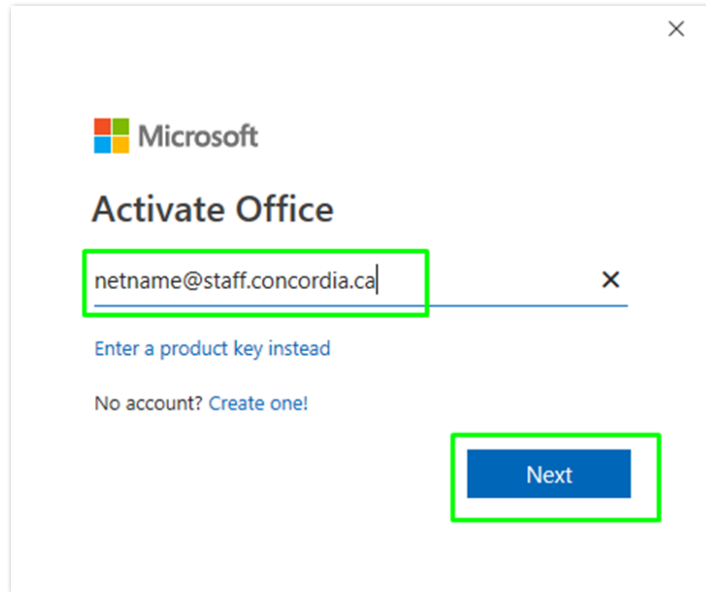 Microsoft
Activate Office
netname@staff.concordia.ca
Enter a product key instead
No account? Create one!
Next